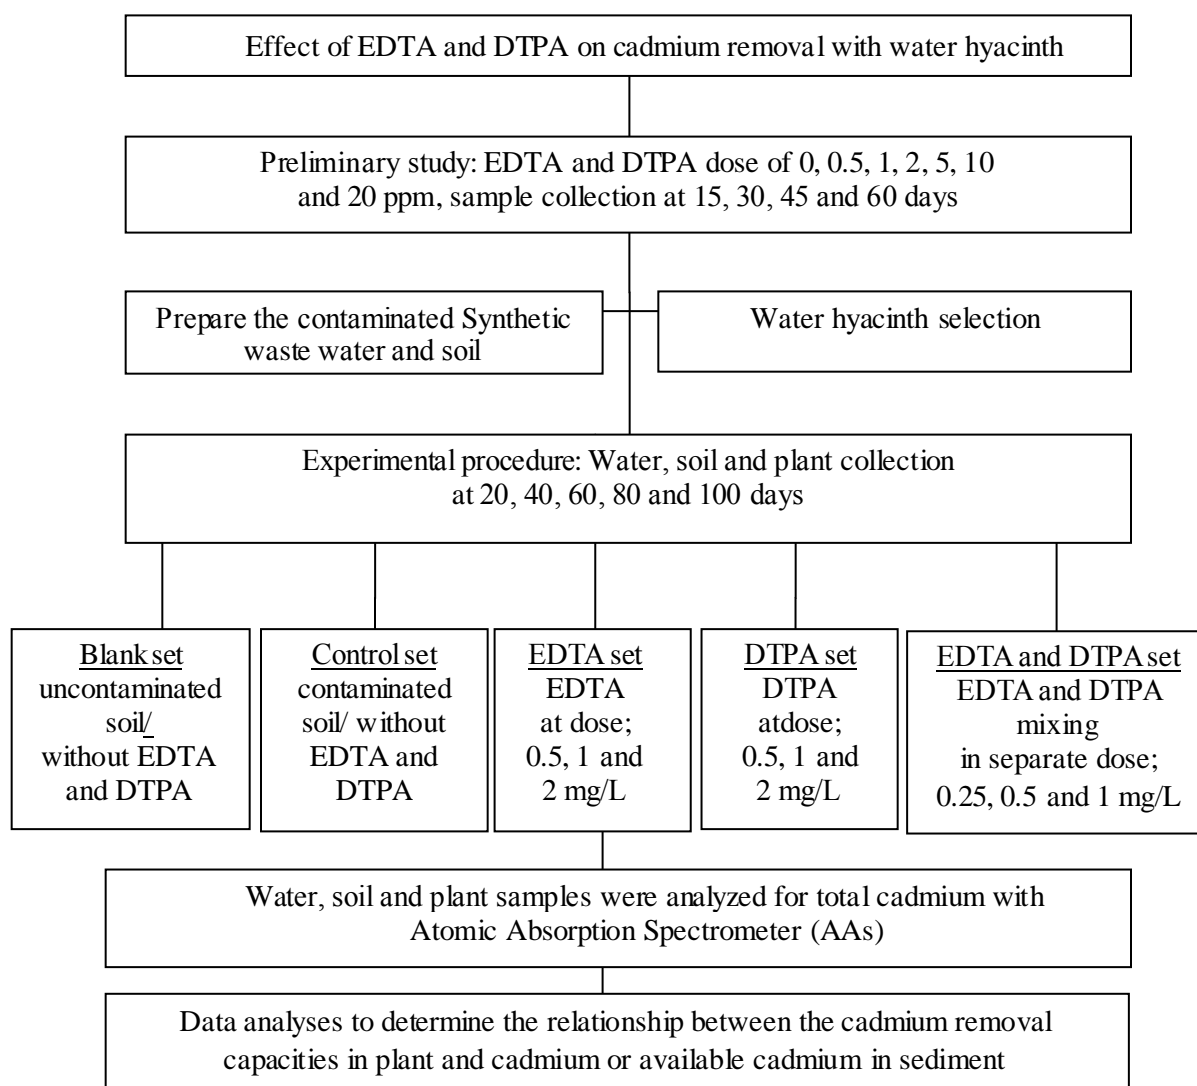 Effect of EDTA and DTPA on cadmium removal with water hyacinth
Preliminary study: EDTA and DTPA dose of 0, 0.5, 1, 2, 5, 10
and 20 ppm, sample collection at 15, 30, 45 and 60 days
Prepare the contaminated Synthetic
waste water and soil
Water hyacinth selection
Experimental procedure: Water, soil and plant collection
at 20, 40, 60, 80 and 100 days
Blank set
uncontaminated
soil/
without EDTA
and DTPA
Control set
contaminated
soil/ without
EDTA and
DTPA
EDTA set
EDTA
at dose;
0.5, 1 and
2 mg/L
DTPA set
DTPA
atdose;
0.5, 1 and
2 mg/L
EDTA and DTPA set
EDTA and DTPA
mixing
in separate dose;
0.25, 0.5 and 1 mg/L
Water, soil and plant samples were analyzed for total cadmium with
Atomic Absorption Spectrometer (AAs)
Data analyses to determine the relationship between the cadmium removal
capacities in plant and cadmium or available cadmium in sediment